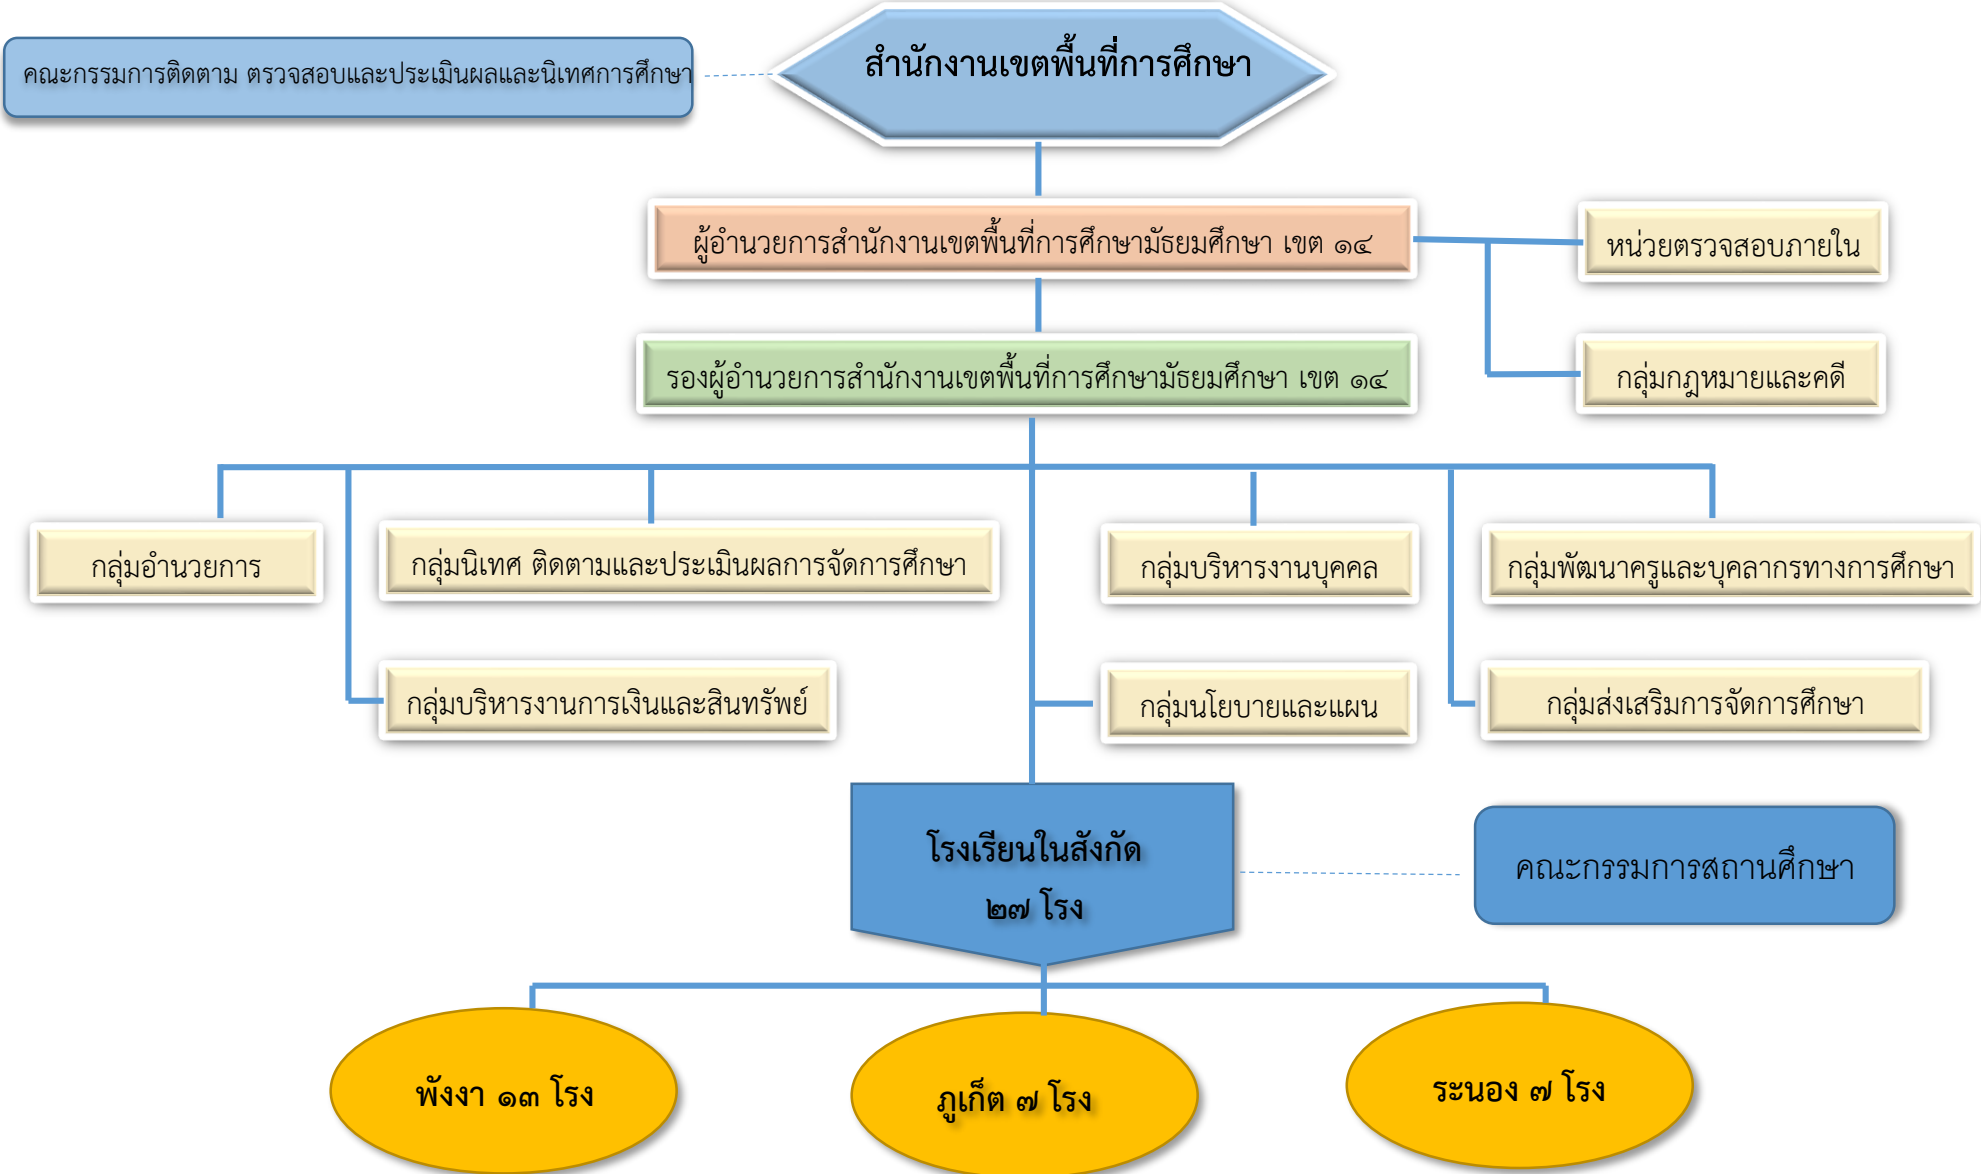 สำนักงานเขตพื้นที่การศึกษา
คณะกรรมการติดตาม ตรวจสอบและประเมินผลและนิเทศการศึกษา
ผู้อำนวยการสำนักงานเขตพื้นที่การศึกษามัธยมศึกษา เขต ๑๔
หน่วยตรวจสอบภายใน
รองผู้อำนวยการสำนักงานเขตพื้นที่การศึกษามัธยมศึกษา เขต ๑๔
กลุ่มกฎหมายและคดี
กลุ่มอำนวยการ
กลุ่มนิเทศ ติดตามและประเมินผลการจัดการศึกษา
กลุ่มบริหารงานบุคคล
กลุ่มพัฒนาครูและบุคลากรทางการศึกษา
กลุ่มบริหารงานการเงินและสินทรัพย์
กลุ่มนโยบายและแผน
กลุ่มส่งเสริมการจัดการศึกษา
โรงเรียนในสังกัด
๒๗ โรง
คณะกรรมการสถานศึกษา
พังงา ๑๓ โรง
ภูเก็ต ๗ โรง
ระนอง ๗ โรง